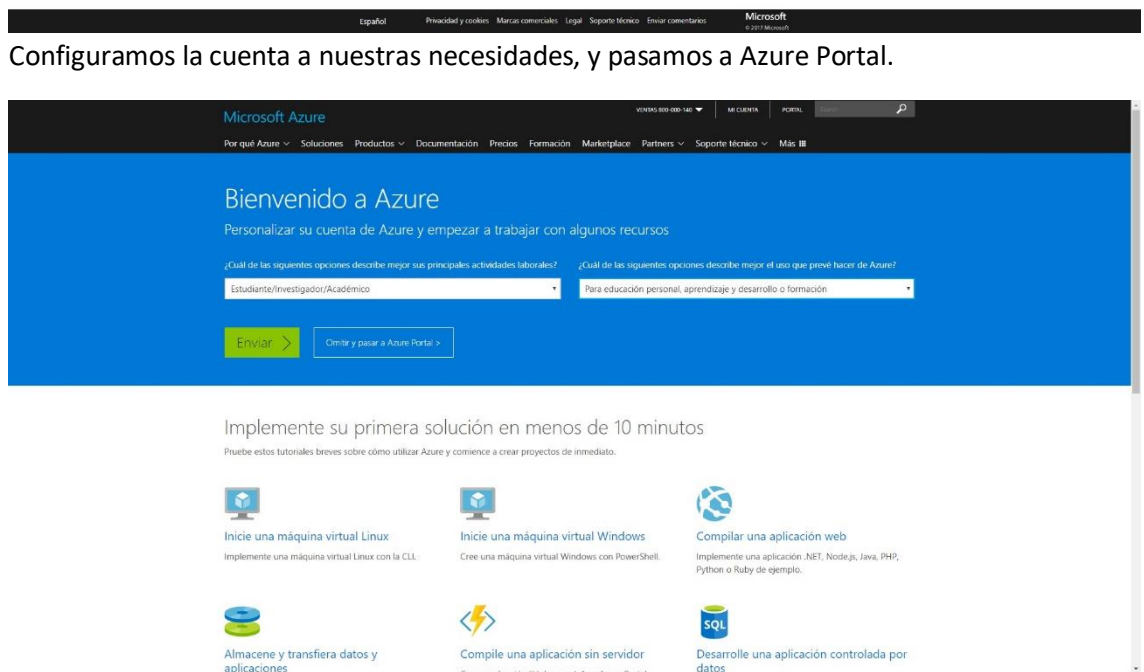 Español Privacidad y cookies Marcas comerciales Legal Soporte técnico Enviar comentarios Microsoft
© 2017 Microsoft
Configuramos la cuenta a nuestras necesidades, y pasamos a Azure Portal.
VENTAS 800-000-140 MI CUENTA PORTAL
Microsoft Azure
Por qué Azure Soluciones Productos Documentación Precios Formación Marketplace Partners Soporte técnico Más
Bienvenido a Azure
Personalizar su cuenta de Azure y empezar a trabajar con algunos recursos
¿Cuál de las siguientes opciones describe mejor sus principales actividades laborales? ¿Cuál de las siguientes opciones describe mejor el uso que prevé hacer de Azure?
Estudiante/Investigador/Académico Para educación personal, aprendizaje y desarrollo o formación
Enviar Omitir y pasar a Azure Portal >
Implemente su primera solución en menos de 10 minutos
Pruebe estos tutoriales breves sobre cómo utilizar Azure y comience a crear proyectos de inmediato.
Inicie una máquina virtual Linux Inicie una máquina virtual Windows Compilar una aplicación web
Implemente una máquina virtual Linux con la CLI. Cree una máquina virtual Windows con PowerShell. Implemente una aplicación .NET, Node.js, Java, PHP,
Python o Ruby de ejemplo.
SQL
Almacene y transfiera datos y Compile una aplicación sin servidor Desarrolle una aplicación controlada por
aplicaciones datos